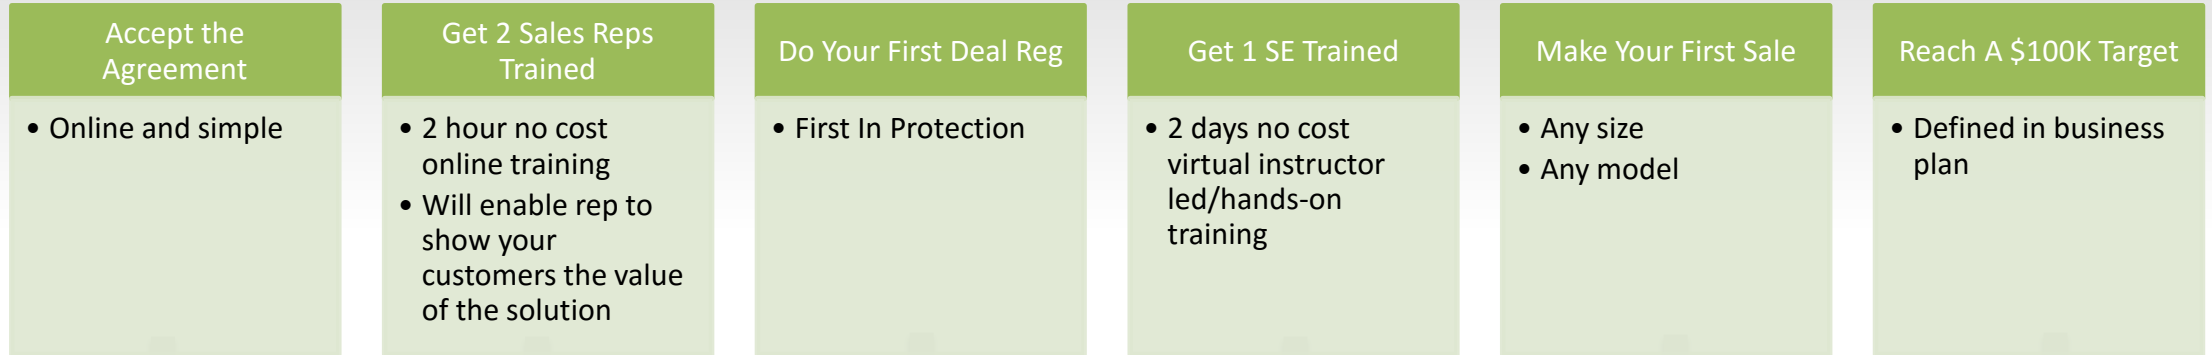 Accept the
Agreement
• Online and simple
Get 2 Sales Reps
Trained
• 2 hour no cost
online training
• Will enable rep to
show your
customers the value
of the solution
Do Your First Deal Reg
• First In Protection
Get 1 SE Trained
• 2 days no cost
virtual instructor
led/hands-on
training
Make Your First Sale
• Any size
• Any model
Reach A $100K Target
• Defined in business
plan